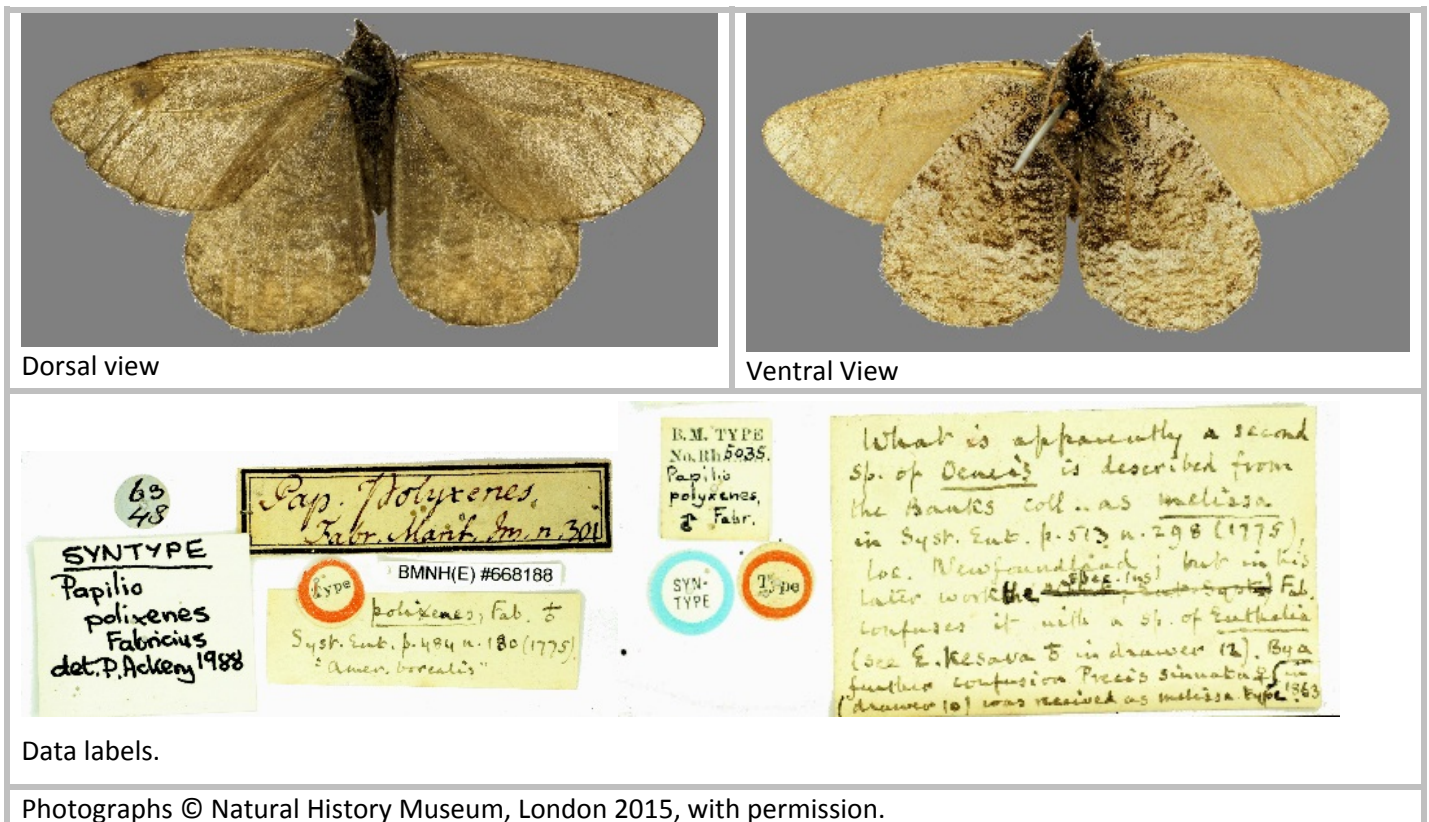 Dorsal view
Ventral View
63
48
SYNTYPE
Papilio
polixenes
Fabricius
det. P. Ackery 1988
Pap. Polyxenes.
Fabr. Mant. Ins. n. 301
Type
BMNH(E) #668188
polixenes, Fab. ♂
Syst. Ent. p. 484 n. 180 (1775)
"Amer. borealis"
B.M. TYPE
No. Rh 5035.
Papilio
polyxenes,
♂ Fabr.
SYN-
TYPE
Type
What is apparently a second
sp. of Oeneis is described from
the Banks coll. as melissa
in Syst. Ent. p. 513 n. 298 (1775),
loc. Newfoundland, but in his
later work the spec. (ns) Fab.
confuses it with a sp. of Euthalia
(see E. kesava ♂ in drawer 12). By a
further confusion Precis sinuata in
(drawer 10) was received as melissa type 1863
Data labels.
Photographs © Natural History Museum, London 2015, with permission.